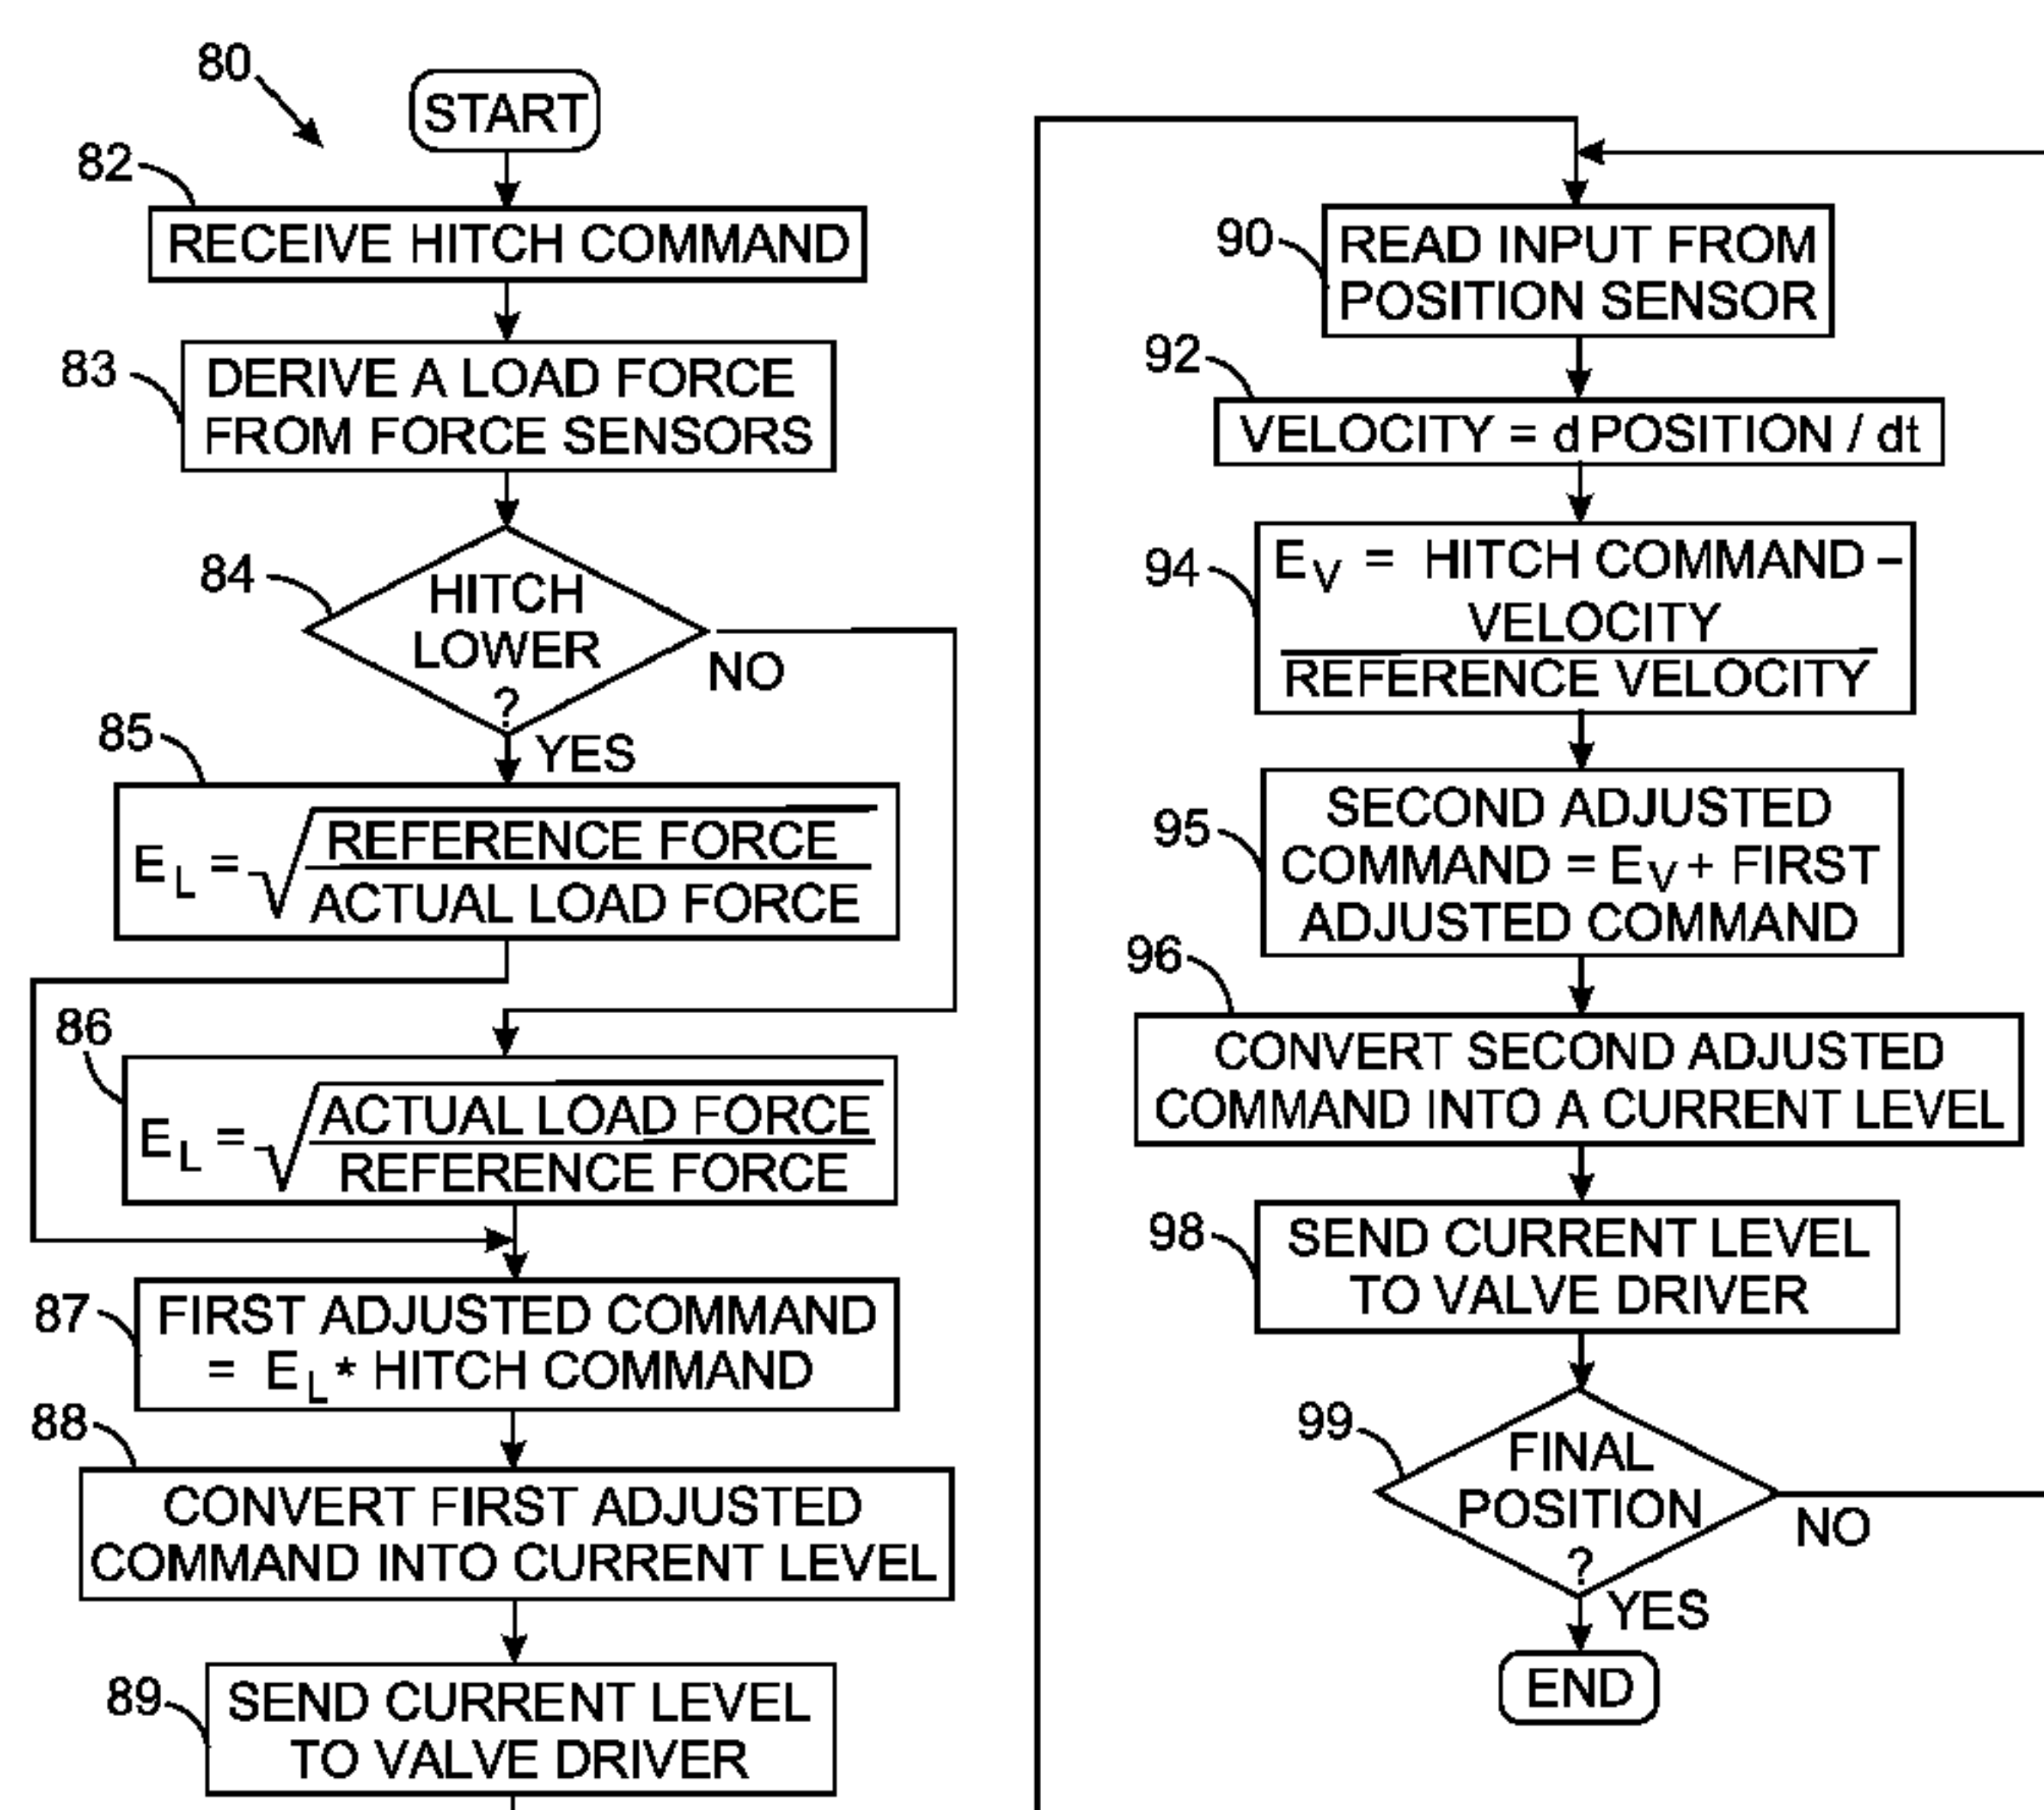 80
START
82
RECEIVE HITCH COMMAND
83
DERIVE A LOAD FORCE
FROM FORCE SENSORS
84
HITCH
LOWER
?
NO
YES
85
E_L = √ REFERENCE FORCE
ACTUAL LOAD FORCE
86
E_L = √ ACTUAL LOAD FORCE
REFERENCE FORCE
87
FIRST ADJUSTED COMMAND
= E_L * HITCH COMMAND
88
CONVERT FIRST ADJUSTED
COMMAND INTO CURRENT LEVEL
89
SEND CURRENT LEVEL
TO VALVE DRIVER
90
READ INPUT FROM
POSITION SENSOR
92
VELOCITY = d POSITION / dt
94
E_V = HITCH COMMAND –
VELOCITY
REFERENCE VELOCITY
95
SECOND ADJUSTED
COMMAND = E_V + FIRST
ADJUSTED COMMAND
96
CONVERT SECOND ADJUSTED
COMMAND INTO A CURRENT LEVEL
98
SEND CURRENT LEVEL
TO VALVE DRIVER
99
FINAL
POSITION
?
NO
YES
END